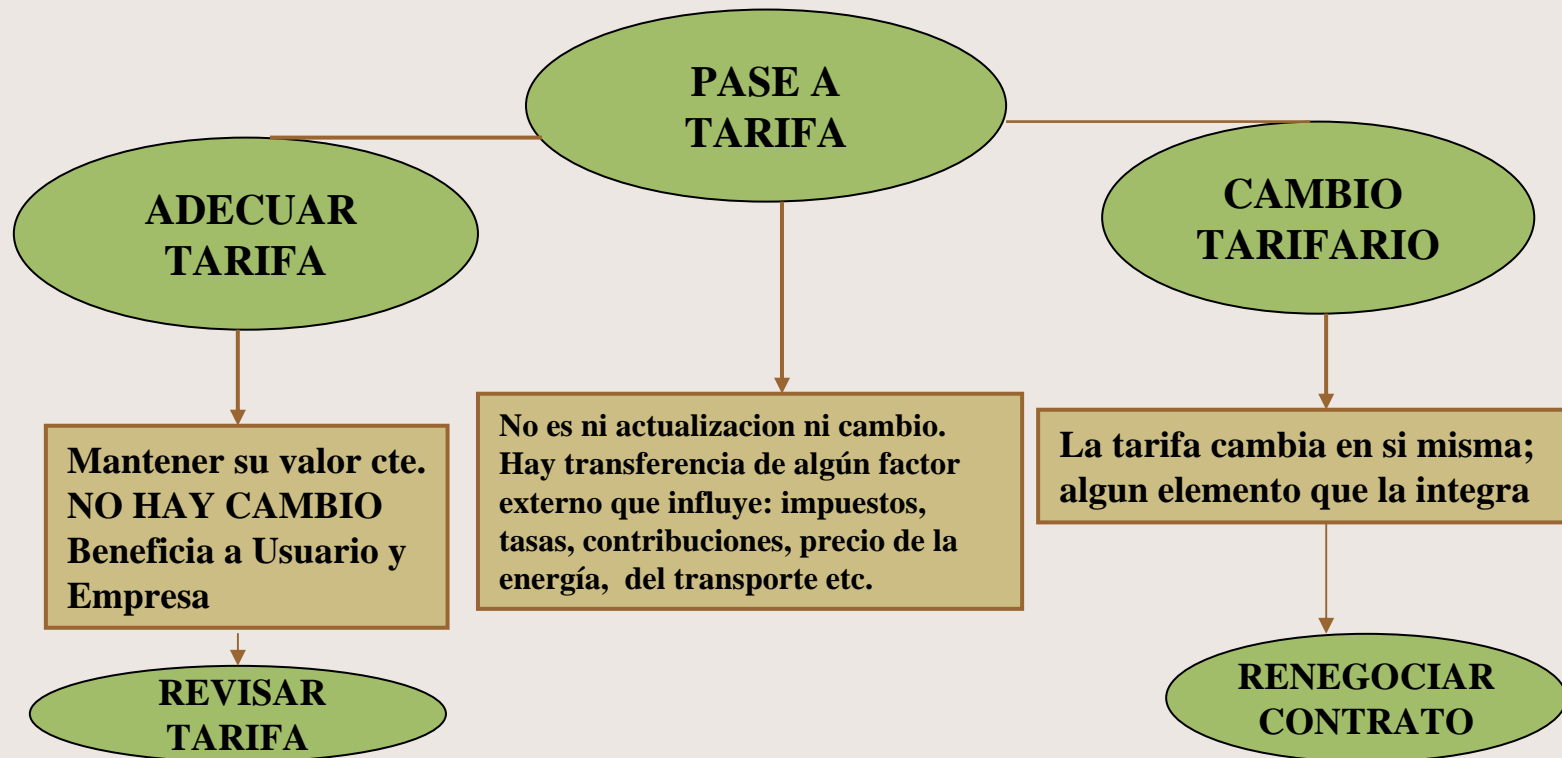 PASE A
TARIFA
ADECUAR
TARIFA
CAMBIO
TARIFARIO
Mantener su valor cte.
NO HAY CAMBIO
Beneficia a Usuario y
Empresa
No es ni actualizacion ni cambio.
Hay transferencia de algún factor
externo que influye: impuestos,
tasas, contribuciones, precio de la
energía, del transporte etc.
La tarifa cambia en si misma;
algun elemento que la integra
REVISAR
TARIFA
RENEGOCIAR
CONTRATO